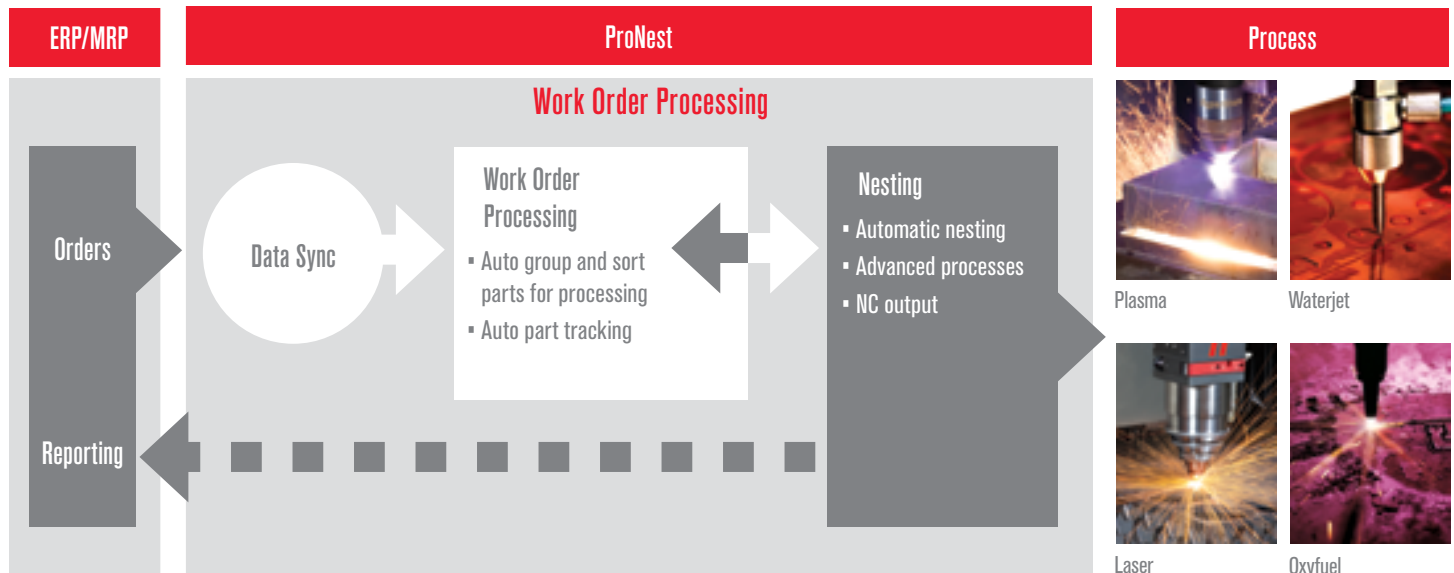 ERP/MRP
ProNest
Process
Work Order Processing
Orders
Reporting
Data Sync
Work Order
Processing
▪ Auto group and sort
parts for processing
▪ Auto part tracking
Nesting
▪ Automatic nesting
▪ Advanced processes
▪ NC output
Plasma
Waterjet
Laser
Oxyfuel